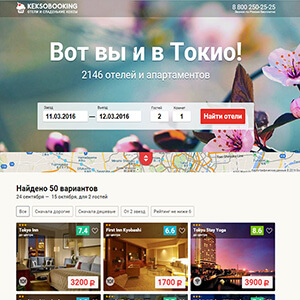 KEKSOBOOKING
ОТЕЛИ И СЛАДЕНЬКИЕ КЕКСЫ
8 800 250-25-25
Вот вы и в Токио!
2146 отелей и апартаментов
Заезд Выезд Гостей Комнат
11.03.2016 — 12.03.2016 2 1 Найти отели
Найдено 50 вариантов
24 сентября — 15 октября, для 2 гостей
Все Сначала дорогие Сначала дешевые От 2 звезд Рейтинг не ниже 6
Tokyo Inn 7.4
First Inn Kyobashi 6.6
Tokyo Stay Yoga 8.6
3200
1700
3900